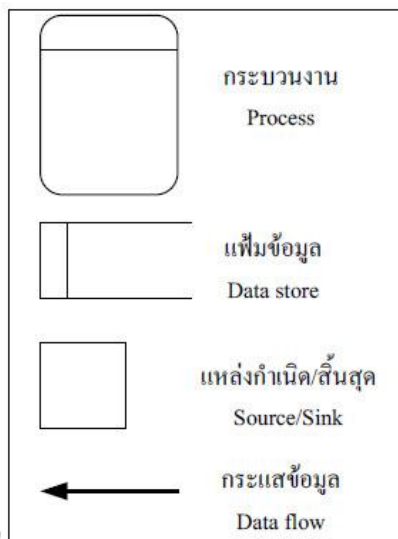 กระบวนงาน
Process
แฟ้มข้อมูล
Data store
แหล่งกำเนิด/สิ้นสุด
Source/Sink
กระแสข้อมูล
Data flow